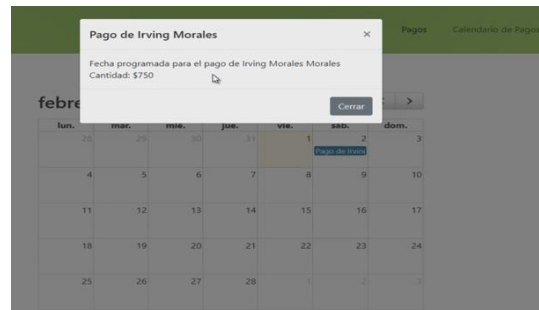 Pagos Calendario de Pagos
Pago de Irving Morales ×
Fecha programada para el pago de Irving Morales Morales
Cantidad: $750
Cerrar
febre >
lun. mar. mié. jue. vie. sáb. dom.
28 29 30 31 1 2 3
Pago de Irvin
4 5 6 7 8 9 10
11 12 13 14 15 16 17
18 19 20 21 22 23 24
25 26 27 28 1 2 3